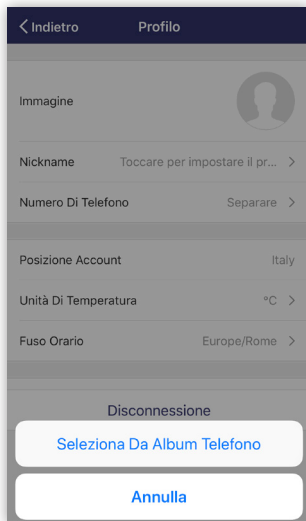 Indietro Profilo
Immagine
Nickname Toccare per impostare il pr...
Numero Di Telefono Separare
Posizione Account Italy
Unità Di Temperatura °C
Fuso Orario Europe/Rome
Disconnessione
Seleziona Da Album Telefono
Annulla